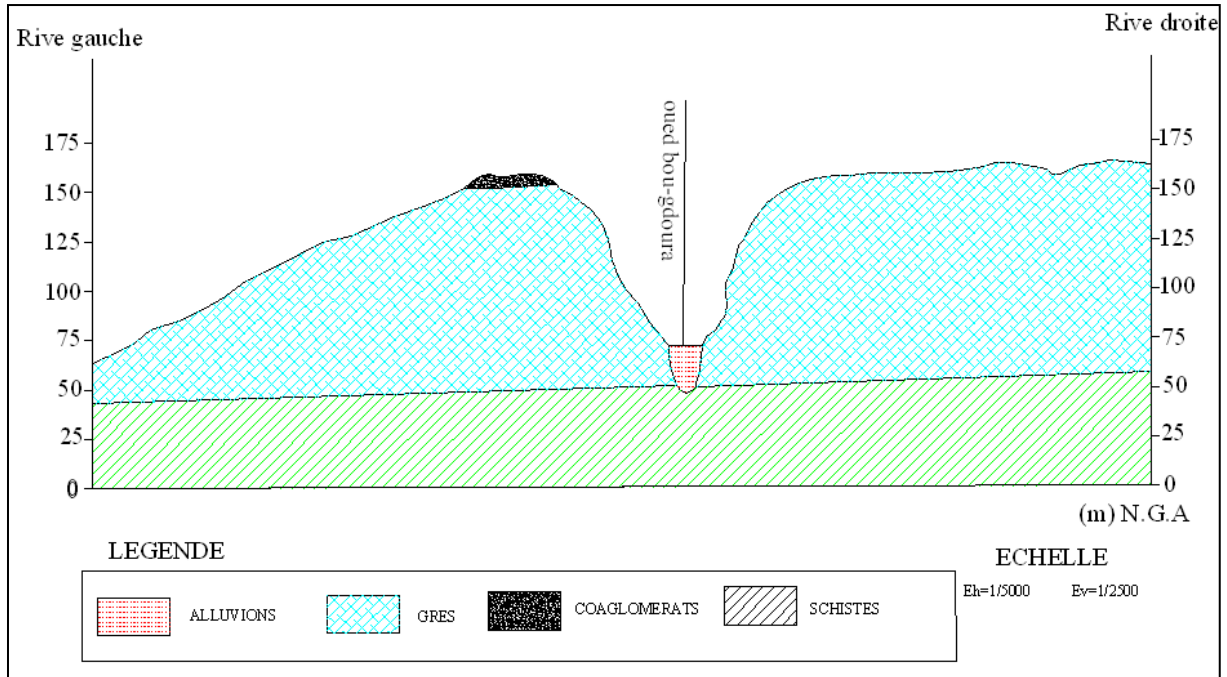 Rive gauche
Rive droite
oued bou-gdoura
175
150
125
100
75
50
25
0
175
150
125
100
75
50
25
0
(m) N.G.A
LEGENDE
ALLUVIONS
GRES
COAGLOMERATS
SCHISTES
ECHELLE
Eh=1/5000 Ev=1/2500